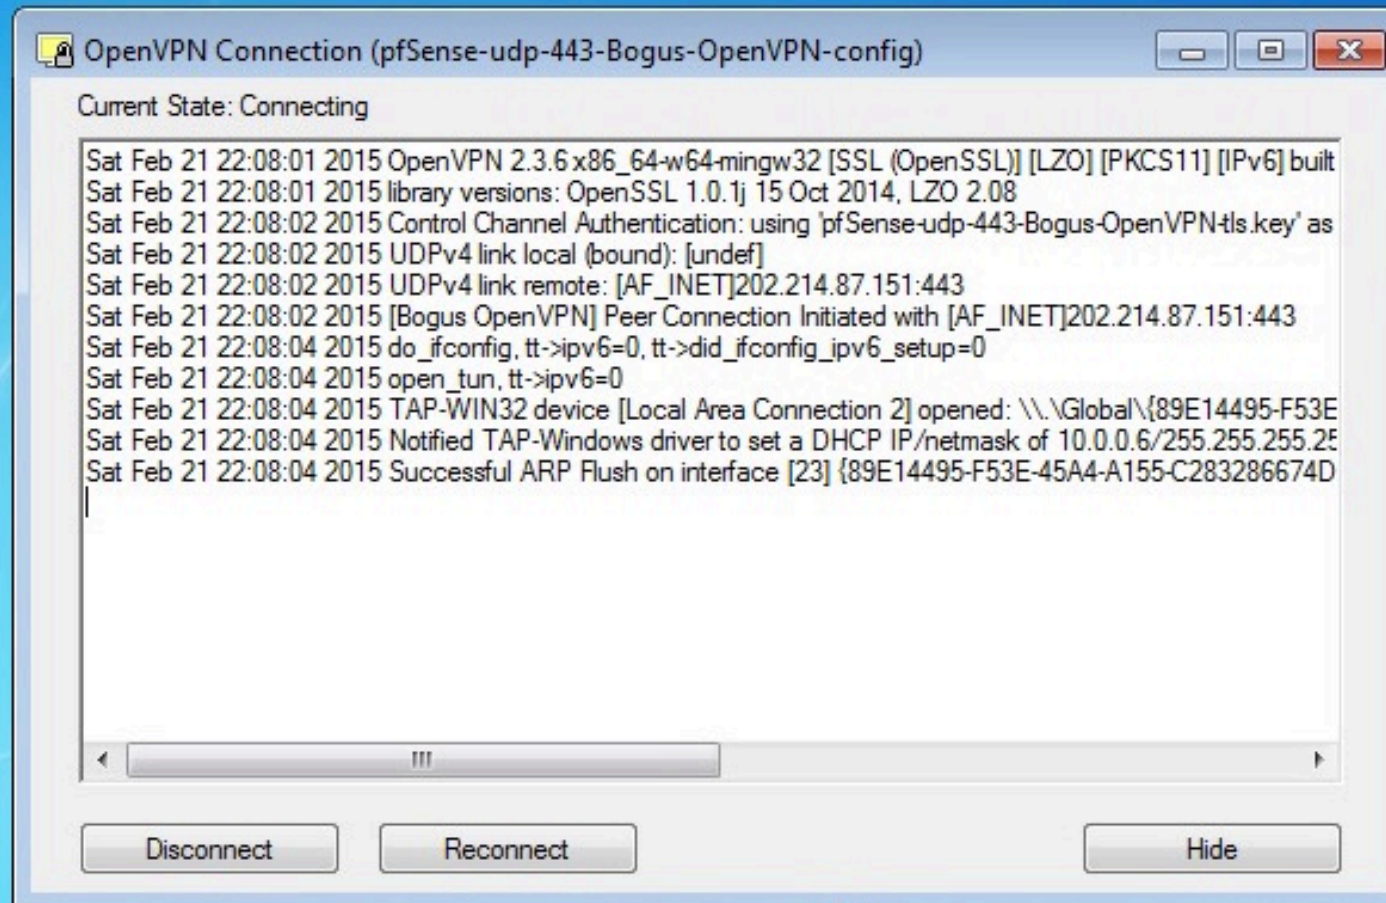 OpenVPN Connection (pfSense-udp-443-Bogus-OpenVPN-config)
Current State: Connecting
Sat Feb 21 22:08:01 2015 OpenVPN 2.3.6 x86_64-w64-mingw32 [SSL (OpenSSL)] [LZO] [PKCS11] [IPv6] built
Sat Feb 21 22:08:01 2015 library versions: OpenSSL 1.0.1j 15 Oct 2014, LZO 2.08
Sat Feb 21 22:08:02 2015 Control Channel Authentication: using 'pfSense-udp-443-Bogus-OpenVPN-tls.key' as
Sat Feb 21 22:08:02 2015 UDPv4 link local (bound): [undef]
Sat Feb 21 22:08:02 2015 UDPv4 link remote: [AF_INET]202.214.87.151:443
Sat Feb 21 22:08:02 2015 [Bogus OpenVPN] Peer Connection Initiated with [AF_INET]202.214.87.151:443
Sat Feb 21 22:08:04 2015 do_ifconfig, tt->ipv6=0, tt->did_ifconfig_ipv6_setup=0
Sat Feb 21 22:08:04 2015 open_tun, tt->ipv6=0
Sat Feb 21 22:08:04 2015 TAP-WIN32 device [Local Area Connection 2] opened: \\.\Global\{89E14495-F53E
Sat Feb 21 22:08:04 2015 Notified TAP-Windows driver to set a DHCP IP/netmask of 10.0.0.6/255.255.255.25
Sat Feb 21 22:08:04 2015 Successful ARP Flush on interface [23] {89E14495-F53E-45A4-A155-C283286674D
Disconnect
Reconnect
Hide